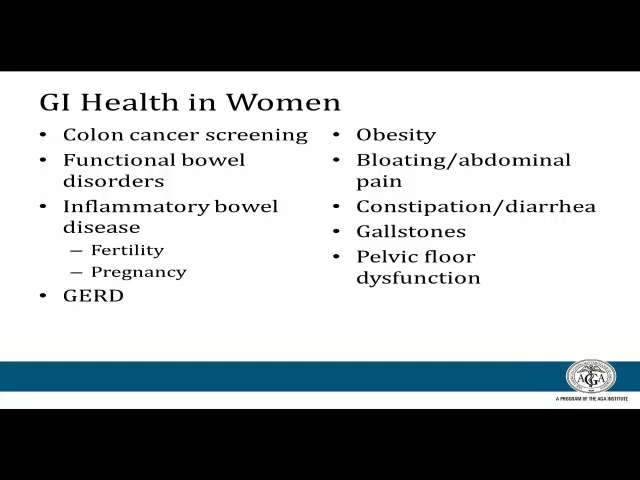 GI Health in Women
• Colon cancer screening
• Functional bowel
disorders
• Inflammatory bowel
disease
– Fertility
– Pregnancy
• GERD
• Obesity
• Bloating/abdominal
pain
• Constipation/diarrhea
• Gallstones
• Pelvic floor
dysfunction
AGA
A PROGRAM OF THE AGA INSTITUTE